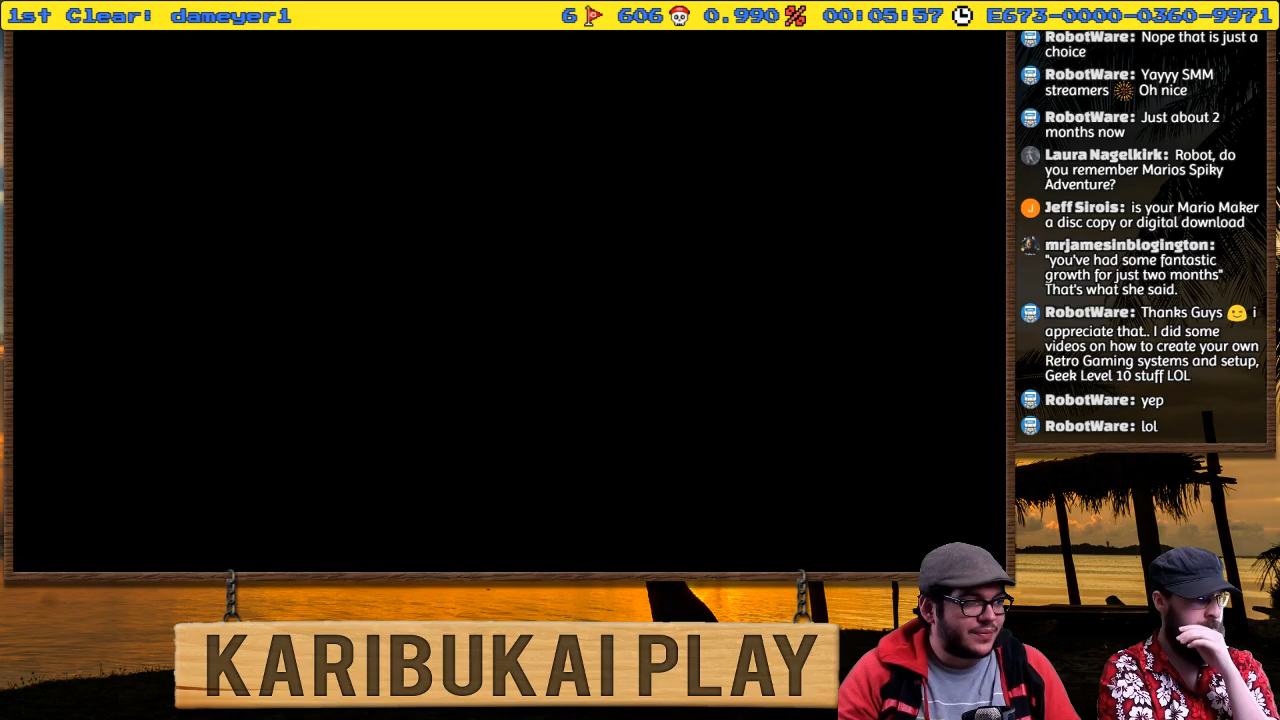 1st Clear: dameyer1 6 606 0.990 % 00:05:57 E673-0000-0360-9971
RobotWare: Nope that is just a
choice
RobotWare: Yayyy SMM
streamers Oh nice
RobotWare: Just about 2
months now
Laura Nagelkirk: Robot, do
you remember Marios Spiky
Adventure?
J Jeff Sirois: is your Mario Maker
a disc copy or digital download
mrjamesinblogington:
"you've had some fantastic
growth for just two months"
That's what she said.
RobotWare: Thanks Guys i
appreciate that.. I did some
videos on how to create your own
Retro Gaming systems and setup,
Geek Level 10 stuff LOL
RobotWare: yep
RobotWare: lol
KARIBUKAI PLAY